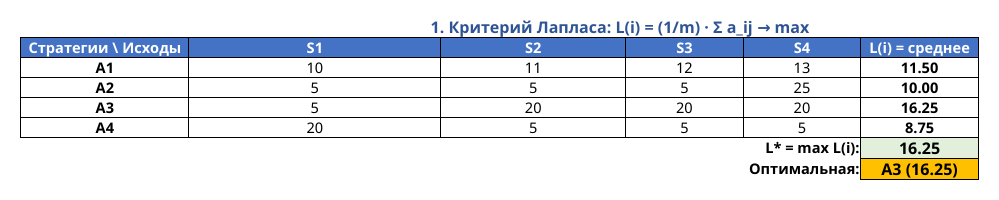 1. Критерий Лапласа: L(i) = (1/m) · Σ a_ij → max
Стратегии \ Исходы S1 S2 S3 S4 L(i) = среднее
A1 10 11 12 13 11.50
A2 5 5 5 25 10.00
A3 5 20 20 20 16.25
A4 20 5 5 5 8.75
L* = max L(i): 16.25
Оптимальная: A3 (16.25)